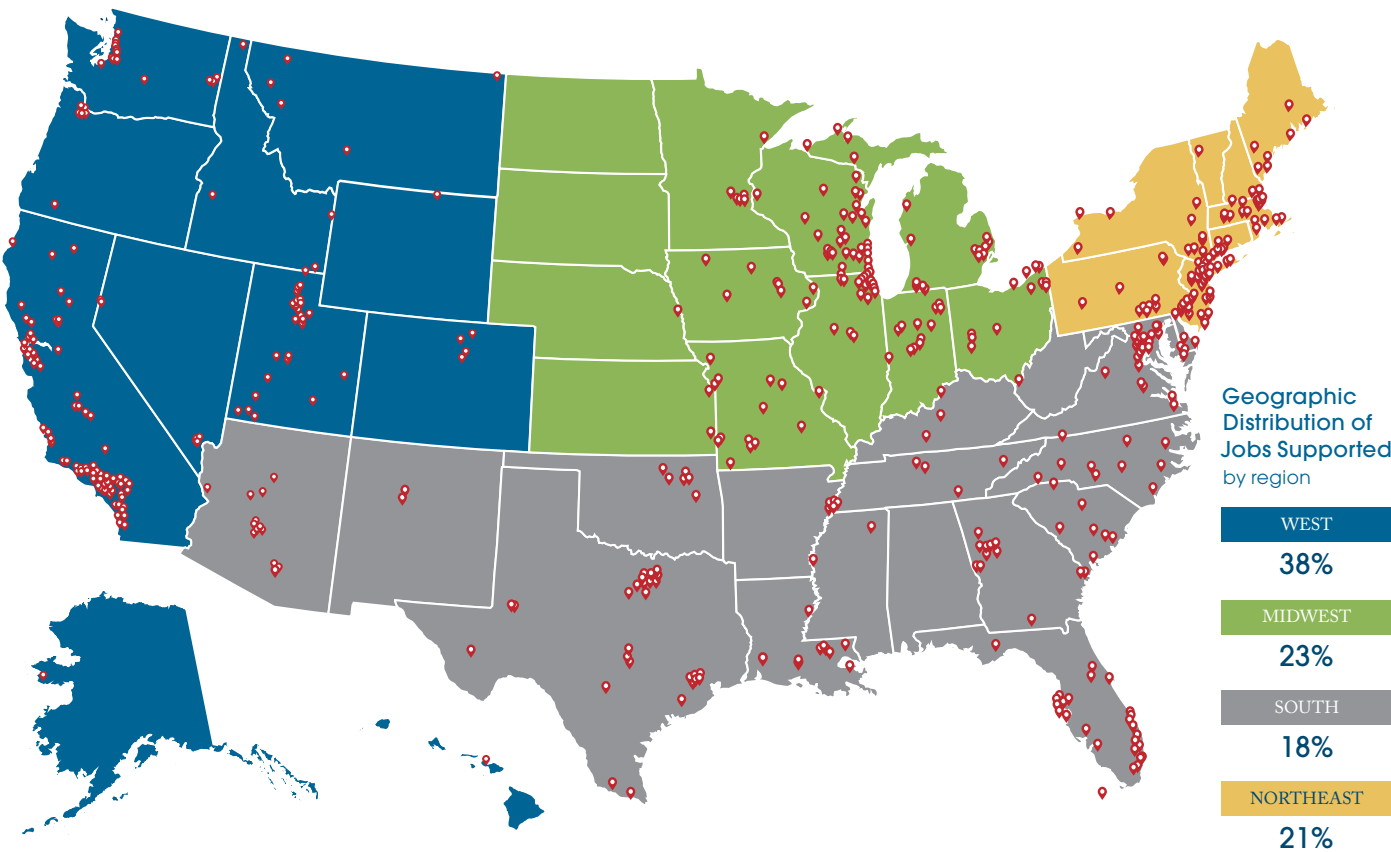 Geographic
Distribution of
Jobs Supported
by region
WEST
38%
MIDWEST
23%
SOUTH
18%
NORTHEAST
21%